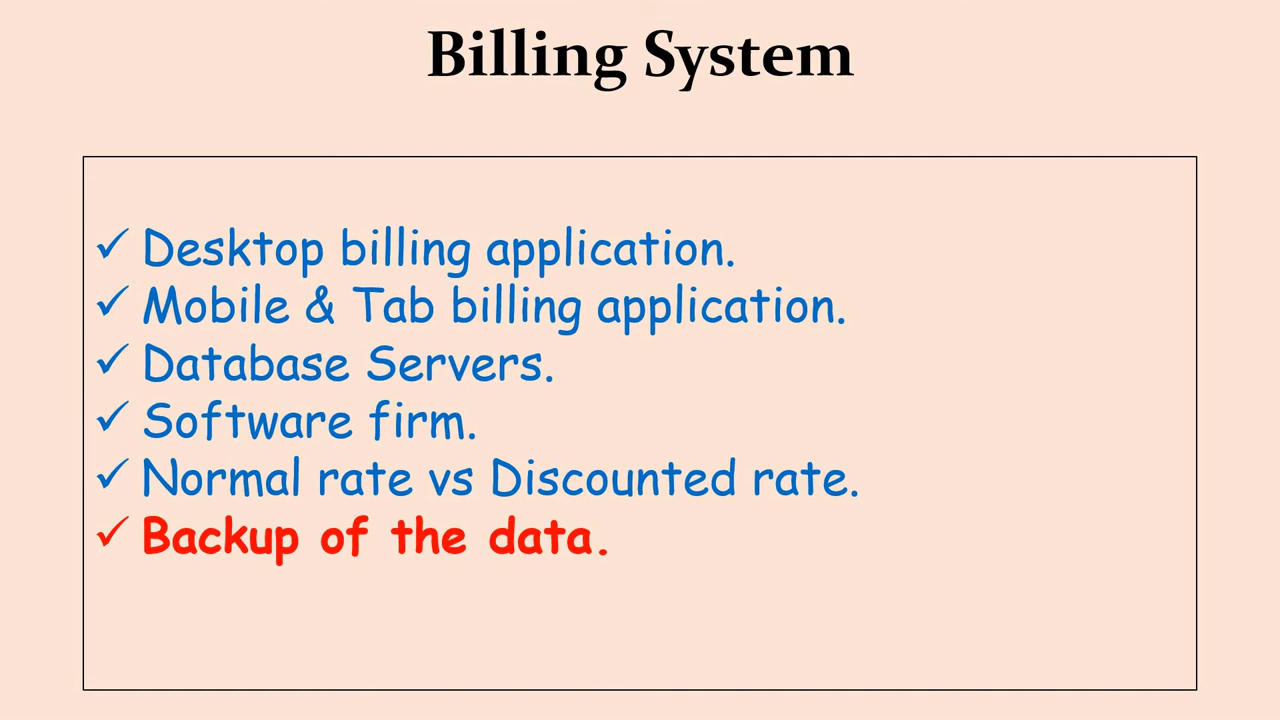 Billing System
✓ Desktop billing application.
✓ Mobile & Tab billing application.
✓ Database Servers.
✓ Software firm.
✓ Normal rate vs Discounted rate.
✓ Backup of the data.